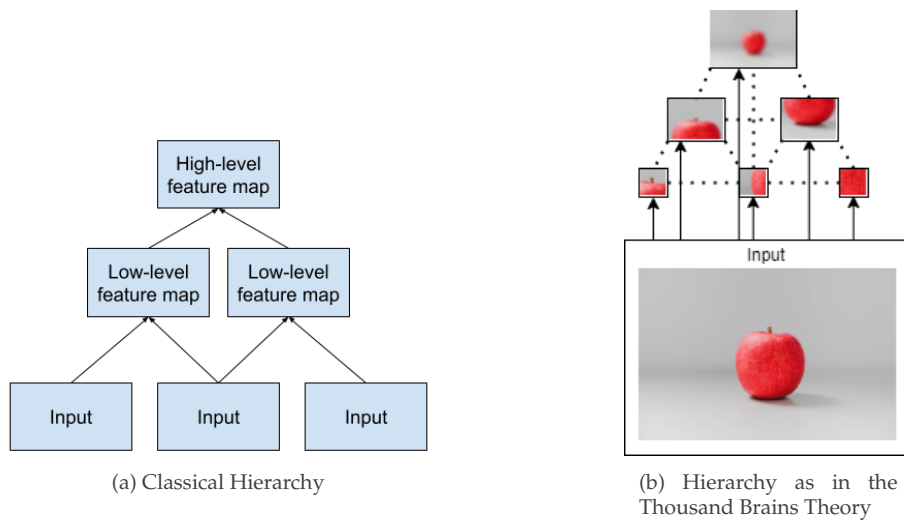 High-level
feature map
Low-level
feature map
Low-level
feature map
Input
Input
Input
(a) Classical Hierarchy
Input
(b) Hierarchy as in the
Thousand Brains Theory